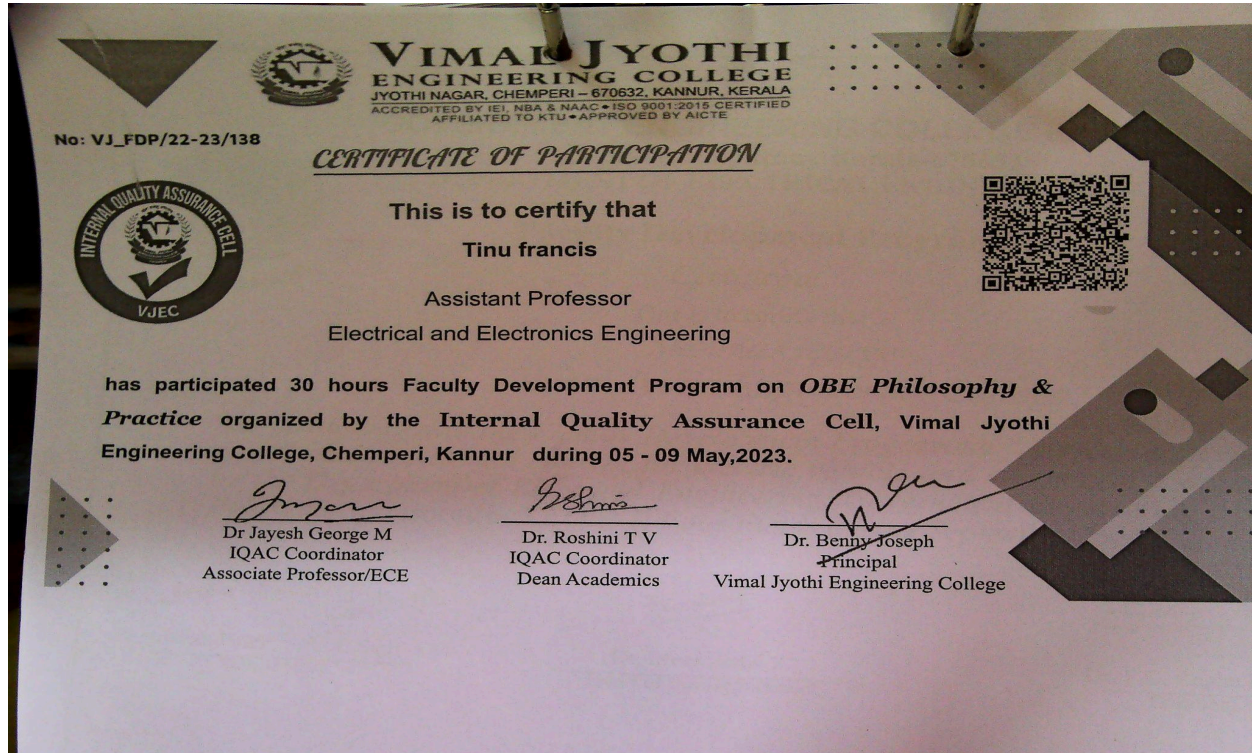 VIMAL JYOTHI
ENGINEERING COLLEGE
JYOTHI NAGAR, CHEMPERI – 670632, KANNUR, KERALA
ACCREDITED BY IEI, NBA & NAAC • ISO 9001:2015 CERTIFIED
AFFILIATED TO KTU • APPROVED BY AICTE
No: VJ_FDP/22-23/138
CERTIFICATE OF PARTICIPATION
INTERNAL QUALITY ASSURANCE CELL
VJEC
This is to certify that
Tinu francis
Assistant Professor
Electrical and Electronics Engineering
has participated 30 hours Faculty Development Program on OBE Philosophy &
Practice organized by the Internal Quality Assurance Cell, Vimal Jyothi
Engineering College, Chemperi, Kannur during 05 - 09 May,2023.
Dr Jayesh George M
IQAC Coordinator
Associate Professor/ECE
Dr. Roshini T V
IQAC Coordinator
Dean Academics
Dr. Benny Joseph
Principal
Vimal Jyothi Engineering College